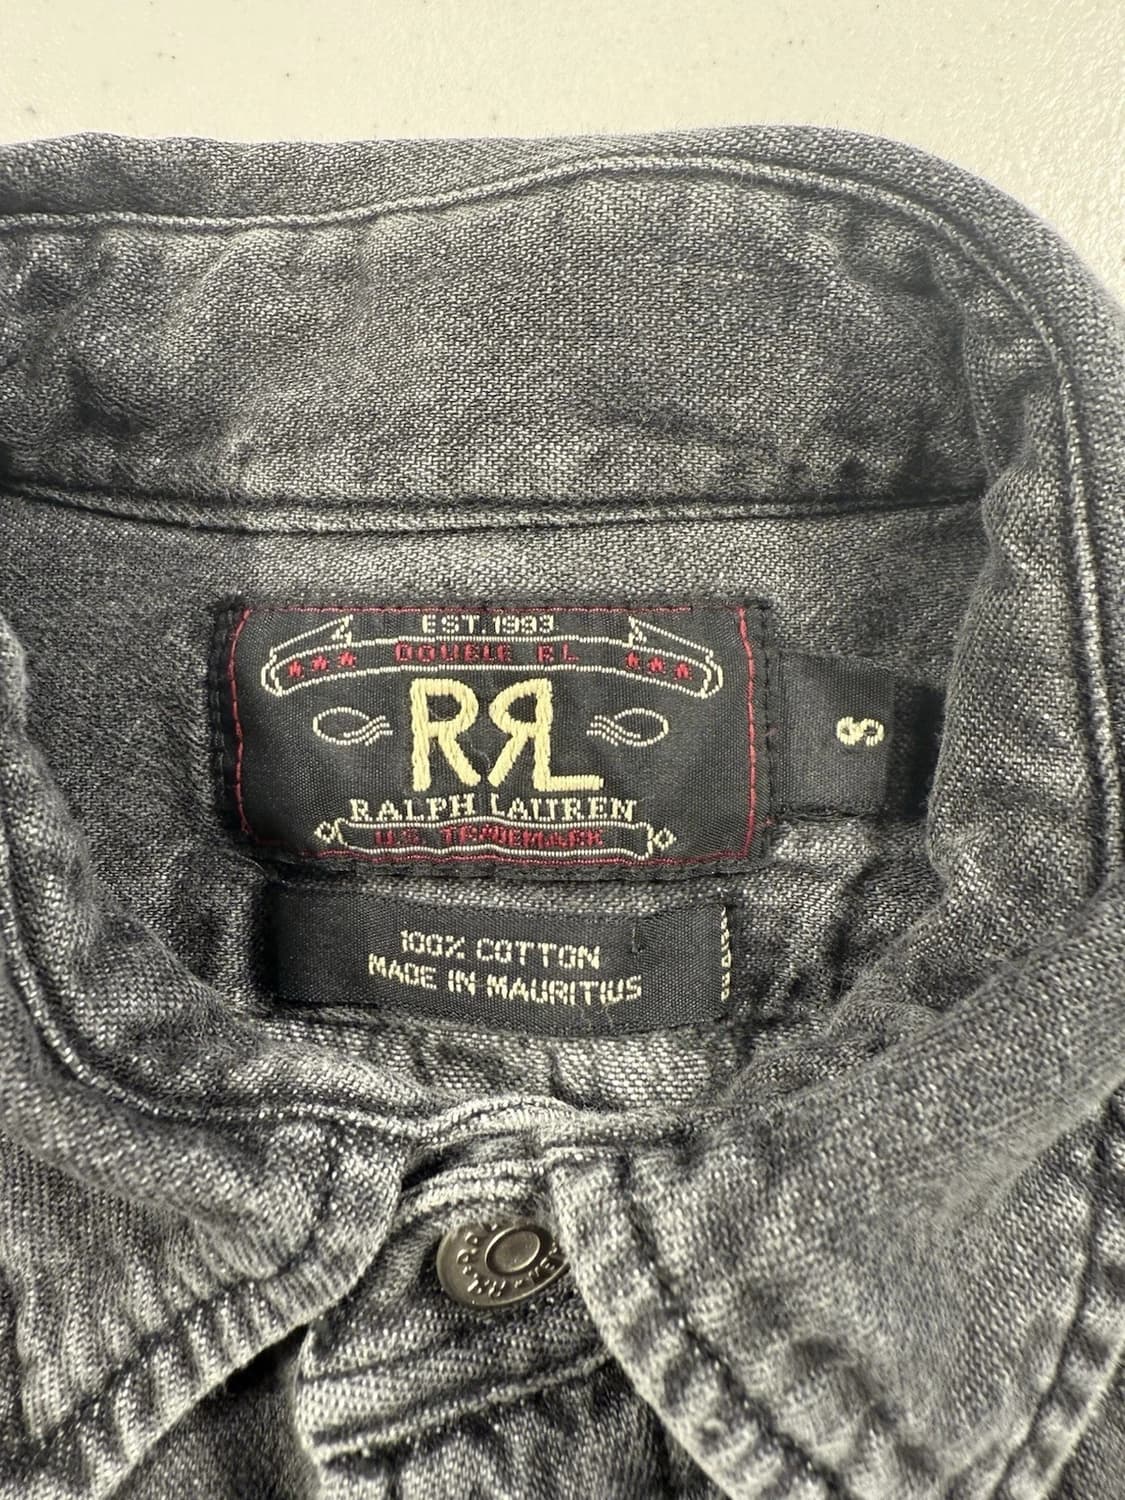 EST. 1993
DOUBLE RL
RRL
RALPH LAUREN
U.S. TRADEMARK
S
100% COTTON
MADE IN MAURITIUS